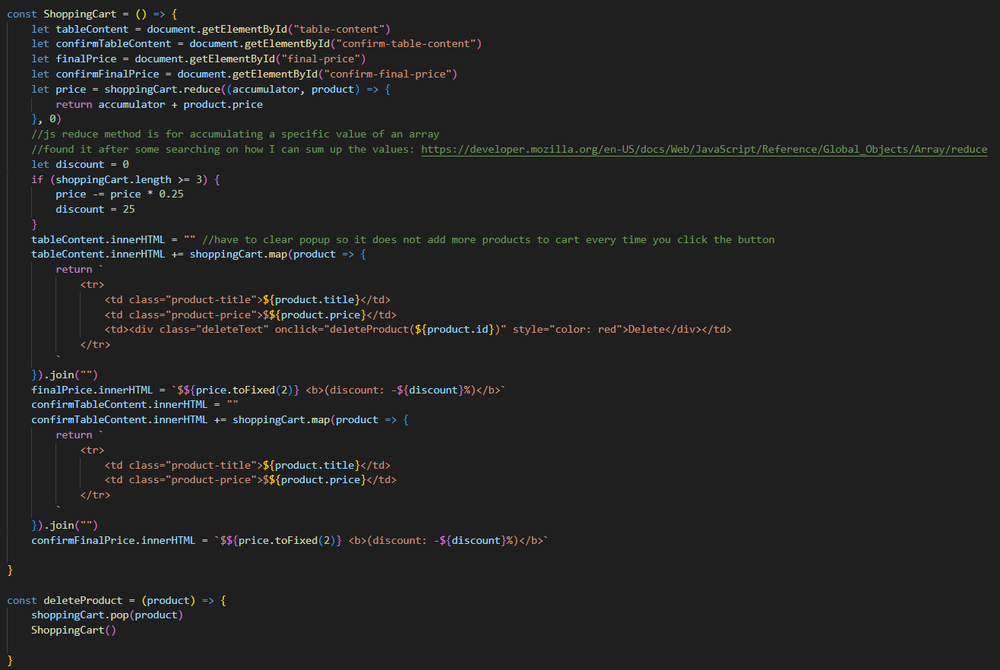 const ShoppingCart = () => {
    let tableContent = document.getElementById("table-content")
    let confirmTableContent = document.getElementById("confirm-table-content")
    let finalPrice = document.getElementById("final-price")
    let confirmFinalPrice = document.getElementById("confirm-final-price")
    let price = shoppingCart.reduce((accumulator, product) => {
        return accumulator + product.price
    }, 0)
    //js reduce method is for accumulating a specific value of an array
    //found it after some searching on how I can sum up the values: https://developer.mozilla.org/en-US/docs/Web/JavaScript/Reference/Global_Objects/Array/reduce
    let discount = 0
    if (shoppingCart.length >= 3) {
        price -= price * 0.25
        discount = 25
    }
    tableContent.innerHTML = "" //have to clear popup so it does not add more products to cart every time you click the button
    tableContent.innerHTML += shoppingCart.map(product => {
        return `
            <tr>
                <td class="product-title">${product.title}</td>
                <td class="product-price">$${product.price}</td>
                <td><div class="deleteText" onclick="deleteProduct(${product.id})" style="color: red">Delete</div></td>
            </tr>
        `
    }).join("")
    finalPrice.innerHTML = `$${price.toFixed(2)} <b>(discount: -${discount}%)</b>`
    confirmTableContent.innerHTML = ""
    confirmTableContent.innerHTML += shoppingCart.map(product => {
        return `
            <tr>
                <td class="product-title">${product.title}</td>
                <td class="product-price">$${product.price}</td>
            </tr>
        `
    }).join("")
    confirmFinalPrice.innerHTML = `$${price.toFixed(2)} <b>(discount: -${discount}%)</b>`

}

const deleteProduct = (product) => {
    shoppingCart.pop(product)
    ShoppingCart()

}